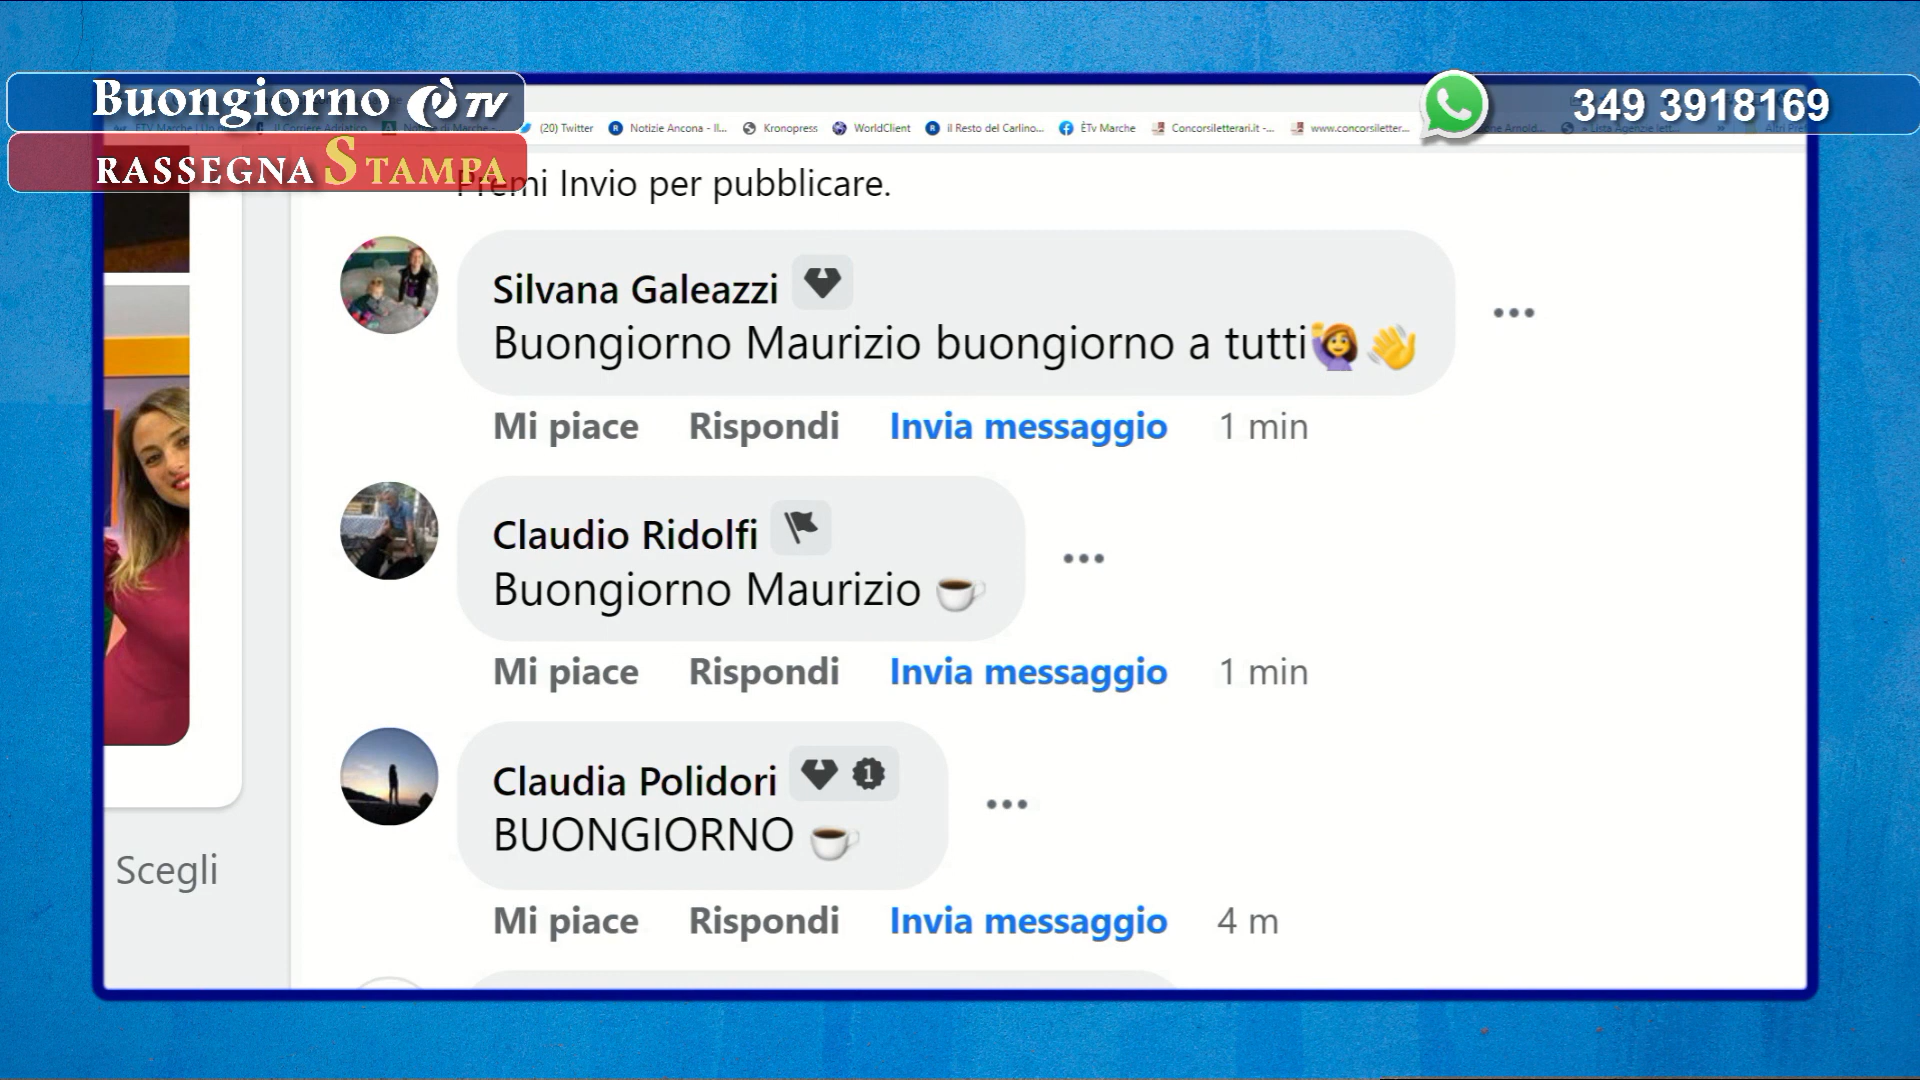 Buongiorno èTV
RASSEGNA STAMPA
349 3918169
(20) Twitter
Notizie Ancona - Il...
Kronopress
WorldClient
il Resto del Carlino...
ÈTv Marche
Concorsiletterari.it -...
www.concorsiletter...
Premi Invio per pubblicare.
Silvana Galeazzi
Buongiorno Maurizio buongiorno a tutti🙋‍♀️👋
Mi piace Rispondi Invia messaggio 1 min
Claudio Ridolfi
Buongiorno Maurizio ☕
Mi piace Rispondi Invia messaggio 1 min
Claudia Polidori
BUONGIORNO ☕
Mi piace Rispondi Invia messaggio 4 m
Scegli